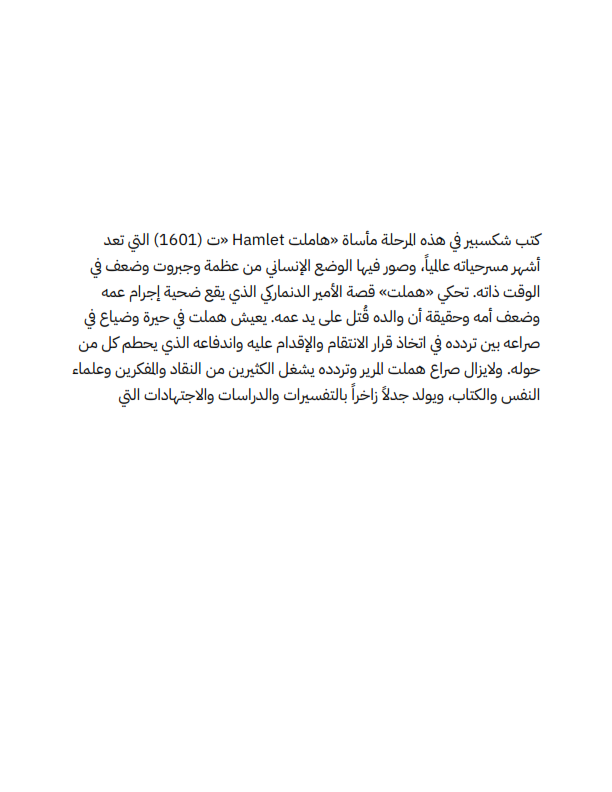 كتب شكسبير في هذه المرحلة مأساة «هاملت Hamlet «ت (1601) التي تعد
أشهر مسرحياته عالمياً، وصور فيها الوضع الإنساني من عظمة وجبروت وضعف في
الوقت ذاته. تحكي «هملت» قصة الأمير الدنماركي الذي يقع ضحية إجرام عمه
وضعف أمه وحقيقة أن والده قُتل على يد عمه. يعيش هملت في حيرة وضياع في
صراعه بين تردده في اتخاذ قرار الانتقام والإقدام عليه واندفاعه الذي يحطم كل من
حوله. ولايزال صراع هملت المرير وتردده يشغل الكثيرين من النقاد والمفكرين وعلماء
النفس والكتاب، ويولد جدلاً زاخراً بالتفسيرات والدراسات والاجتهادات التي